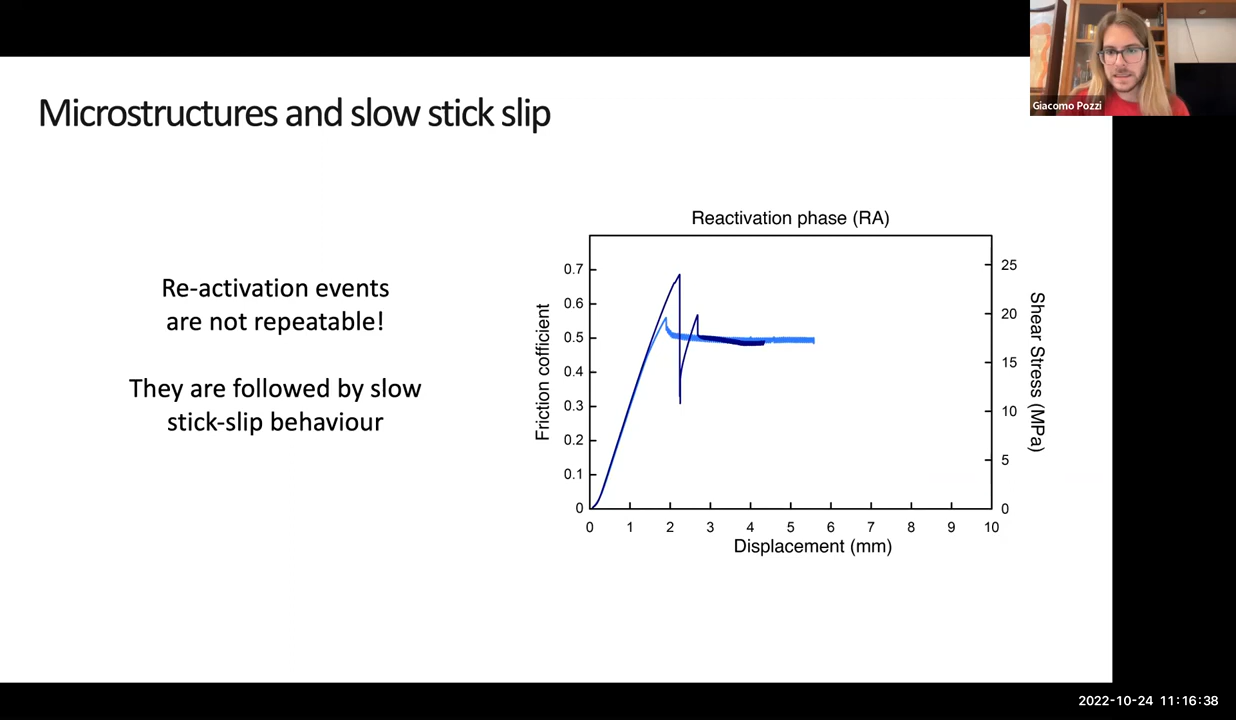 Giacomo Pozzi
Microstructures and slow stick slip
Re-activation events
are not repeatable!
They are followed by slow
stick-slip behaviour
Reactivation phase (RA)
Friction cofficient
0.7
0.6
0.5
0.4
0.3
0.2
0.1
0
0 1 2 3 4 5 6 7 8 9 10
Displacement (mm)
25
20
15
10
5
0
Shear Stress (MPa)
2022-10-24 11:16:38